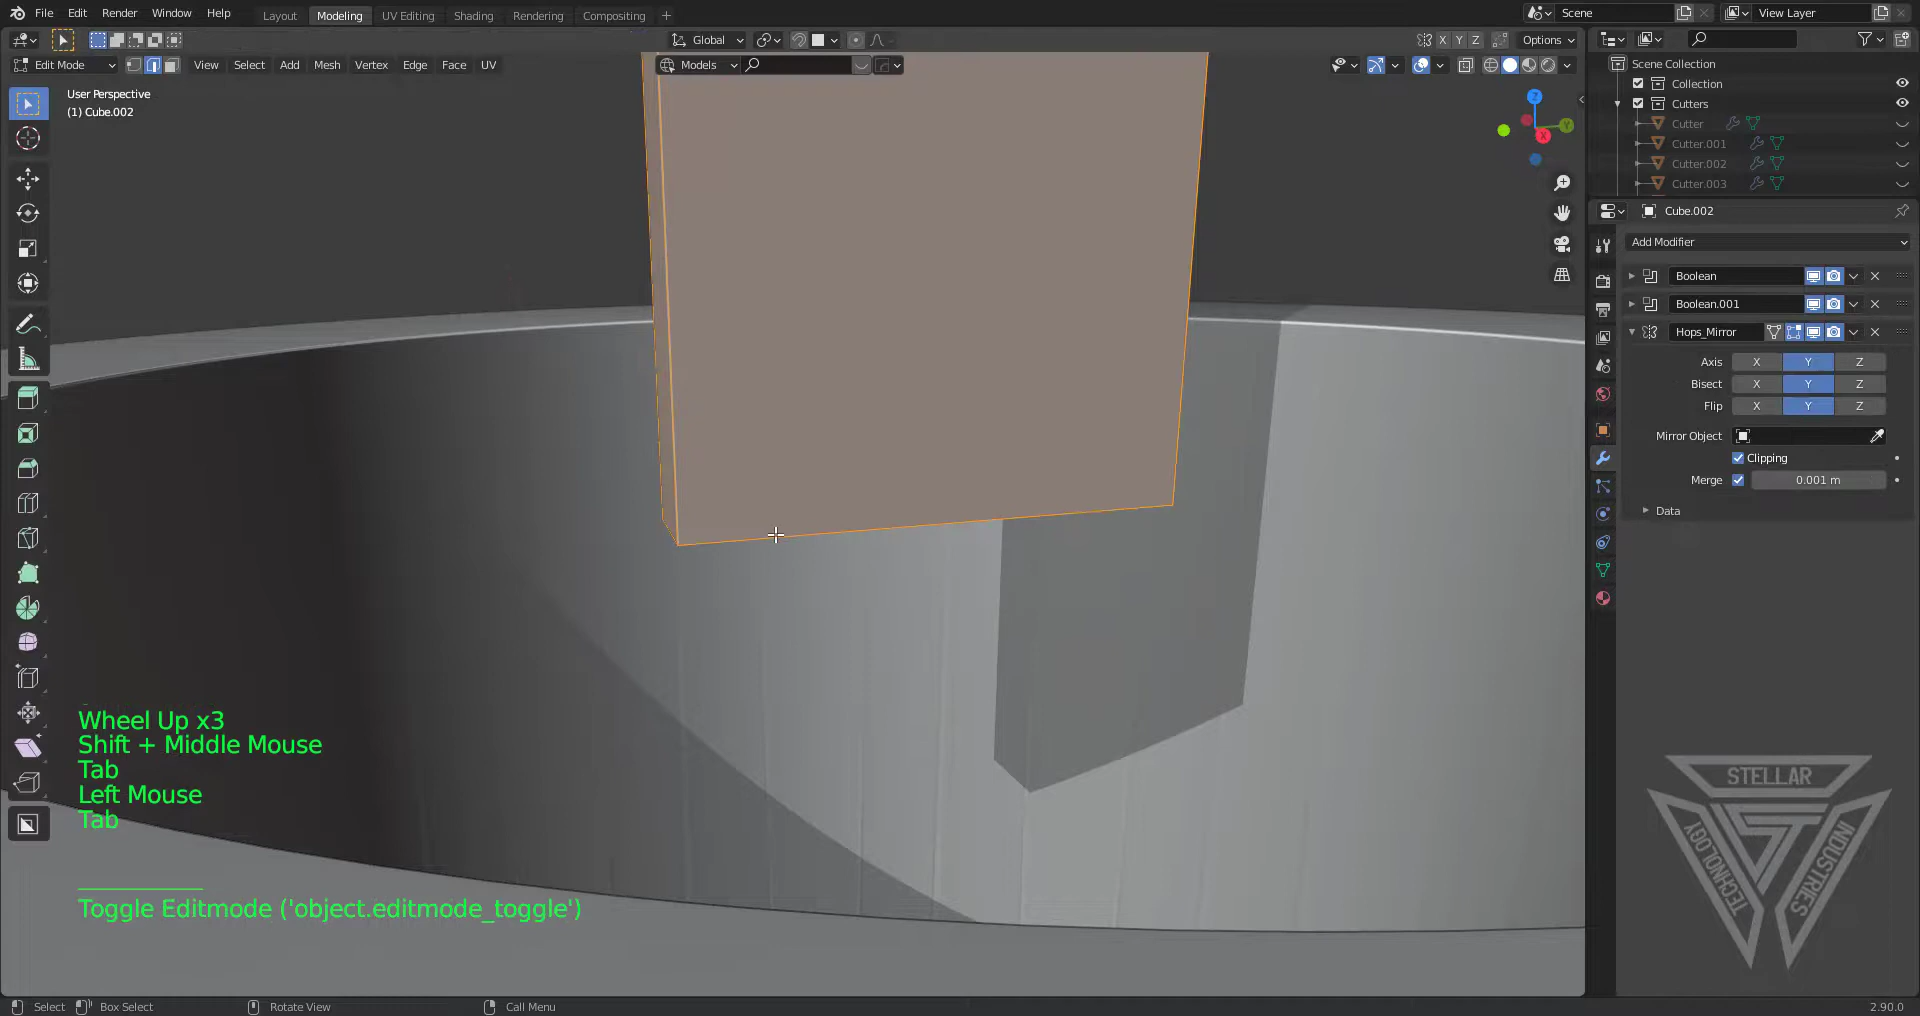 File Edit Render Window Help
Layout Modeling UV Editing Shading Rendering Compositing +
Scene
View Layer
Global
X Y Z
Options
Edit Mode
View Select Add Mesh Vertex Edge Face UV
Models
User Perspective
(1) Cube.002
Z
Y
X
Scene Collection
Collection
Cutters
Cutter
Cutter.001
Cutter.002
Cutter.003
Cube.002
Add Modifier
Boolean
Boolean.001
Hops_Mirror
Axis X Y Z
Bisect X Y Z
Flip X Y Z
Mirror Object
Clipping
Merge 0.001 m
Data
Wheel Up x3
Shift + Middle Mouse
Tab
Left Mouse
Tab
Toggle Editmode ('object.editmode_toggle')
STELLAR
TECHNOLOGY
INDUSTRIES
Select Box Select Rotate View Call Menu
2.90.0